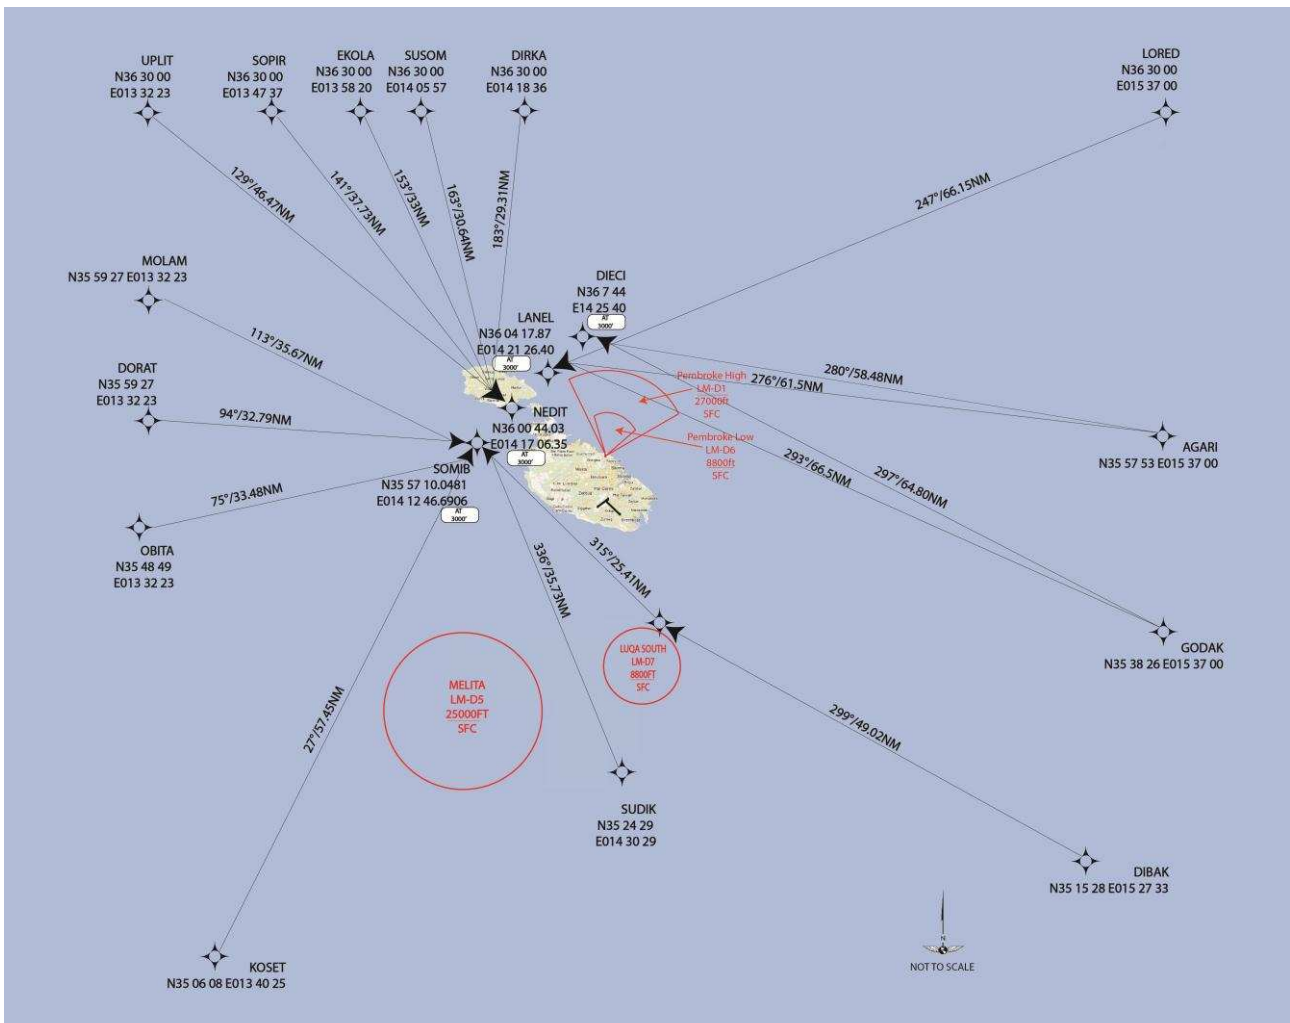 UPLIT
N36 30 00
E013 32 23
SOPIR
N36 30 00
E013 47 37
EKOLA
N36 30 00
E013 58 20
SUSOM
N36 30 00
E014 05 57
DIRKA
N36 30 00
E014 18 36
LORED
N36 30 00
E015 37 00
129°/46.47NM
141°/37.73NM
153°/33NM
163°/30.64NM
183°/29.31NM
247°/66.15NM
MOLAM
N35 59 27 E013 32 23
113°/35.67NM
DIECI
N36 7 44
E14 25 40
AT
3000'
LANEL
N36 04 17.87
E014 21 26.40
AT
3000'
280°/58.48NM
276°/61.5NM
Pembroke High
LM-D1
27000ft
SFC
Pembroke Low
LM-D6
8800ft
SFC
DORAT
N35 59 27
E013 32 23
94°/32.79NM
NEDIT
N36 00 44.03
E014 17 06.35
AT
3000'
AGARI
N35 57 53 E015 37 00
293°/66.5NM
297°/64.80NM
SOMIB
N35 57 10.0481
E014 12 46.6906
AT
3000'
75°/33.48NM
OBITA
N35 48 49
E013 32 23
336°/35.73NM
315°/25.41NM
GODAK
N35 38 26 E015 37 00
LUQA SOUTH
LM-D7
8800FT
SFC
MELITA
LM-D5
25000FT
SFC
27°/57.45NM
299°/49.02NM
SUDIK
N35 24 29
E014 30 29
DIBAK
N35 15 28 E015 27 33
KOSET
N35 06 08 E013 40 25
N
NOT TO SCALE